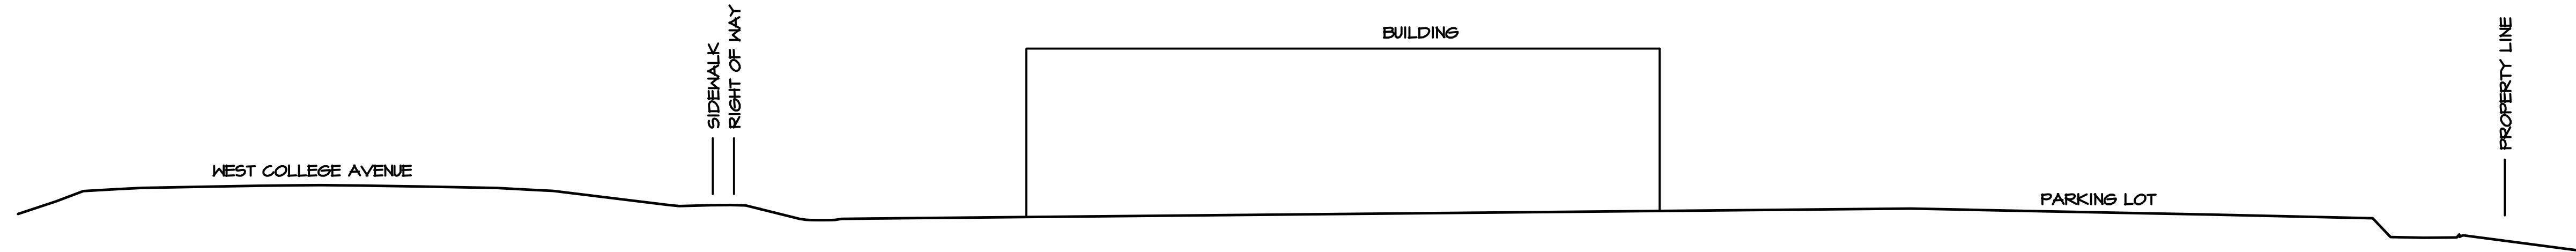 WEST COLLEGE AVENUE
SIDEWALK
RIGHT OF WAY
BUILDING
PARKING LOT
PROPERTY LINE